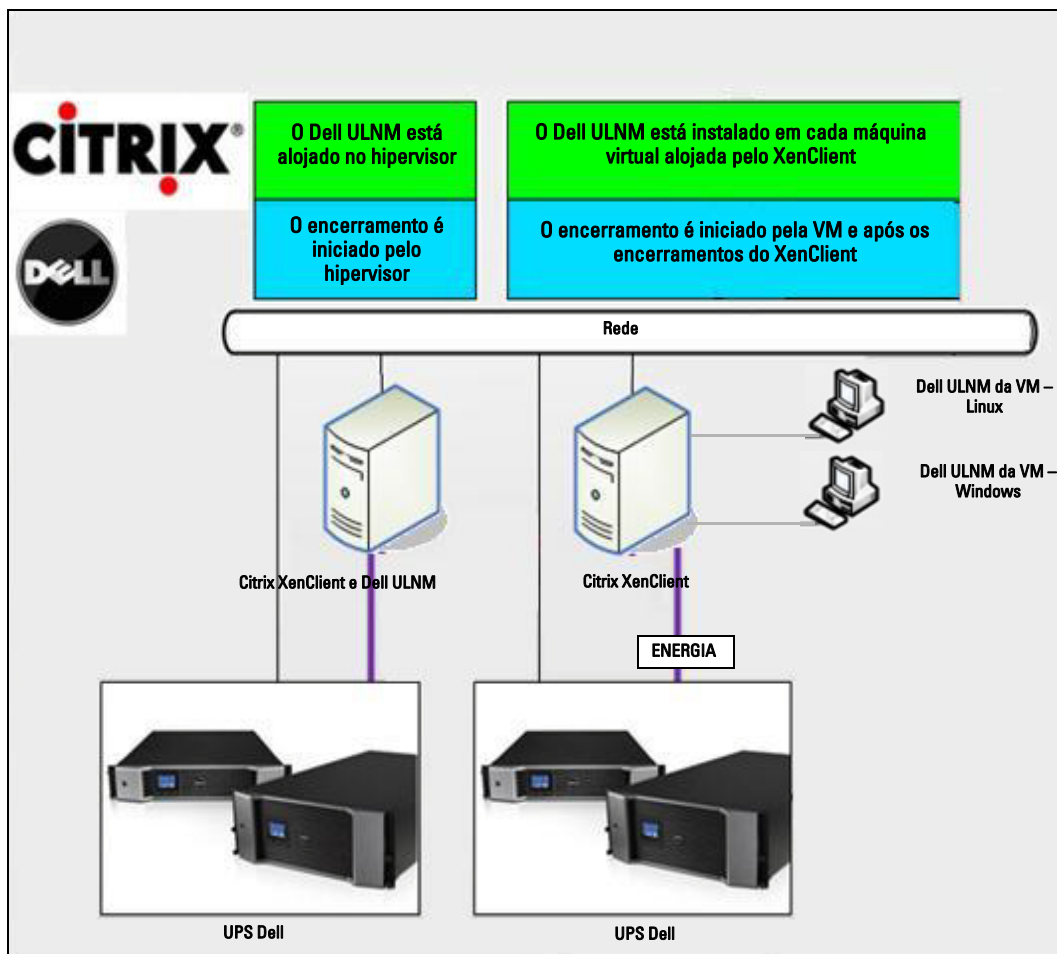 CİTRIX®
DELL
O Dell ULNM está
alojado no hipervisor
O Dell ULNM está instalado em cada máquina
virtual alojada pelo XenClient
O encerramento é
iniciado pelo
hipervisor
O encerramento é iniciado pela VM e após os
encerramentos do XenClient
Rede
Dell ULNM da VM –
Linux
Dell ULNM da VM –
Windows
Citrix XenClient e Dell ULNM
Citrix XenClient
ENERGIA
UPS Dell
UPS Dell